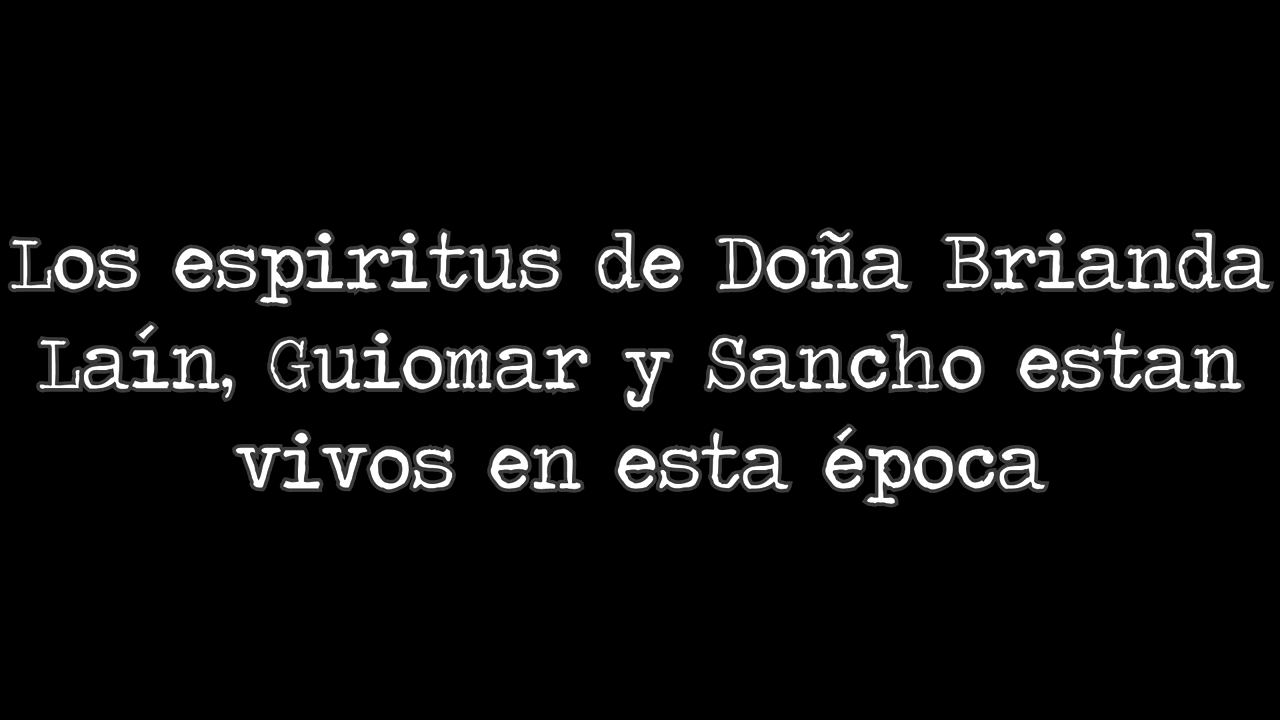 Los espiritus de Doña Brianda
Laín, Guiomar y Sancho estan
vivos en esta época